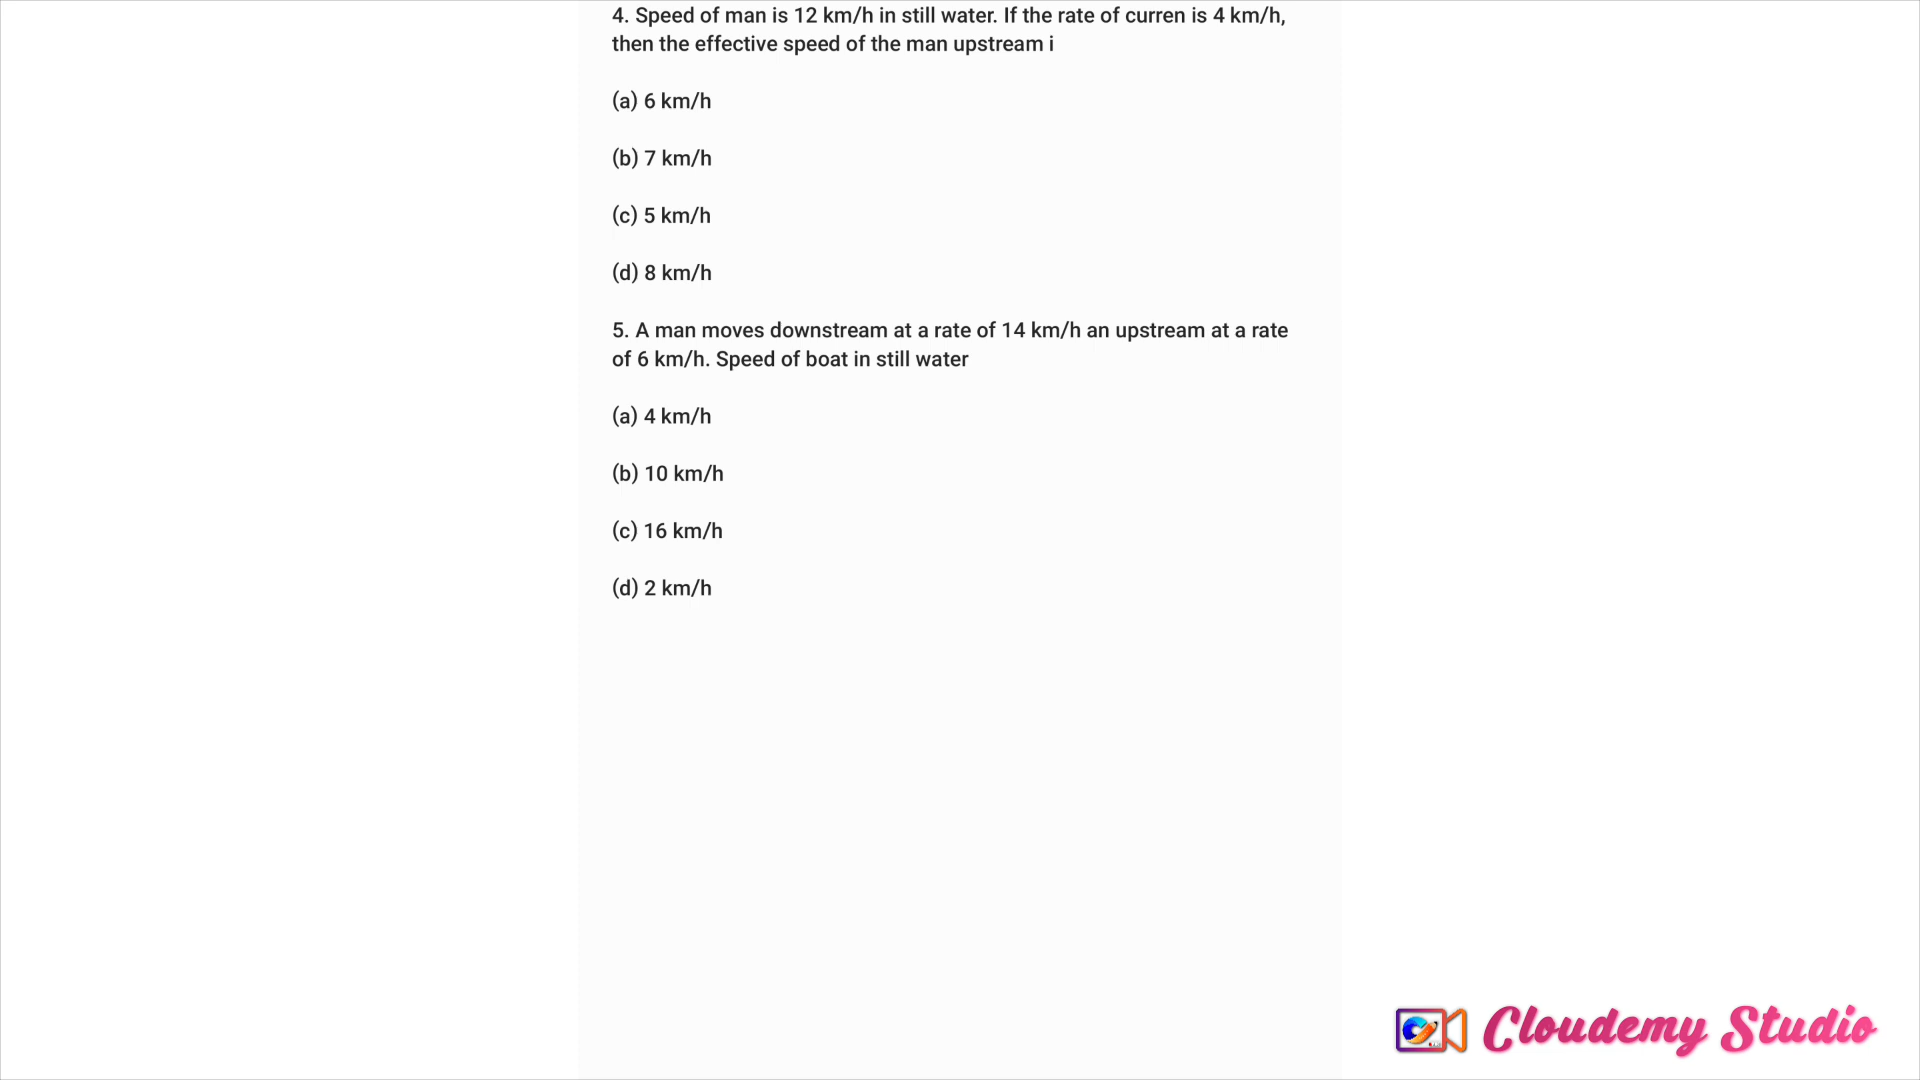 4. Speed of man is 12 km/h in still water. If the rate of curren is 4 km/h,
then the effective speed of the man upstream i
(a) 6 km/h
(b) 7 km/h
(c) 5 km/h
(d) 8 km/h
5. A man moves downstream at a rate of 14 km/h an upstream at a rate
of 6 km/h. Speed of boat in still water
(a) 4 km/h
(b) 10 km/h
(c) 16 km/h
(d) 2 km/h
Cloudemy Studio